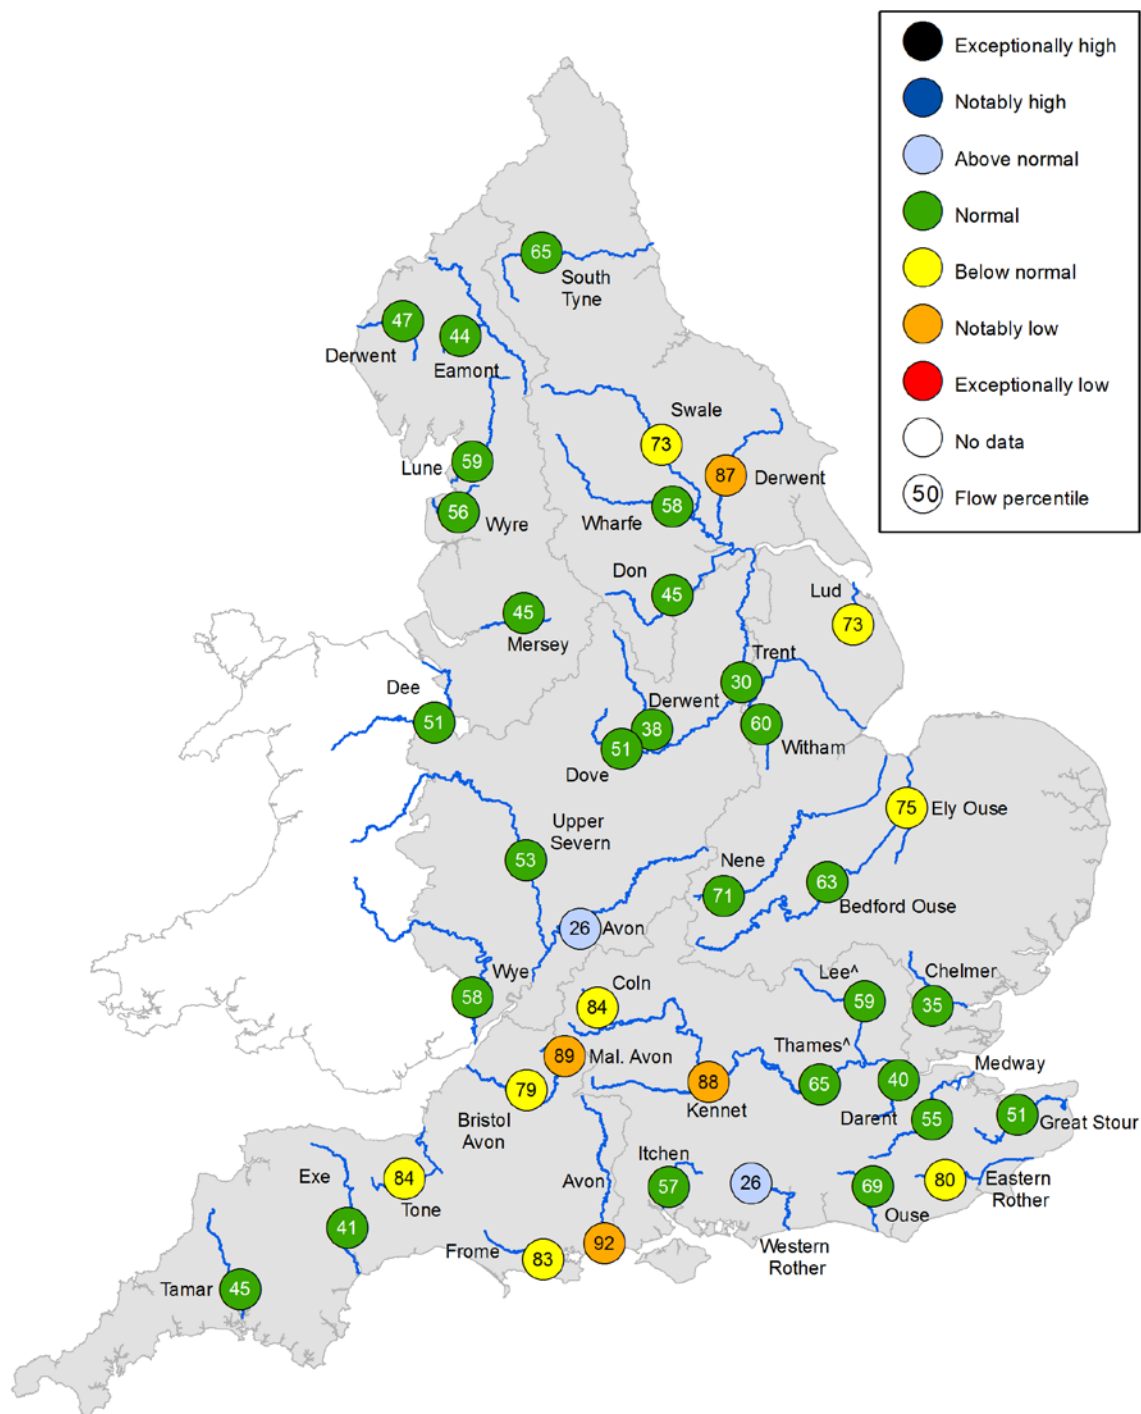 Exceptionally high
Notably high
Above normal
Normal
Below normal
Notably low
Exceptionally low
No data
50 Flow percentile
65
South
Tyne
47
Derwent
44
Eamont
Swale
73
87
Derwent
Lune
59
56
Wyre
58
Wharfe
Don
45
Lud
73
45
Mersey
Trent
30
Dee
51
Derwent
38
60
Witham
51
Dove
75
Ely Ouse
Upper
Severn
53
Nene
71
63
Bedford Ouse
26
Avon
Wye
58
Coln
84
Lee^
59
Chelmer
35
89
Mal. Avon
Thames^
65
40
Darent
Medway
55
51
Great Stour
88
Kennet
79
Bristol
Avon
Exe
84
Tone
Avon
Itchen
57
26
Western
Rother
69
Ouse
80
Eastern
Rother
41
Frome
83
92
Tamar
45